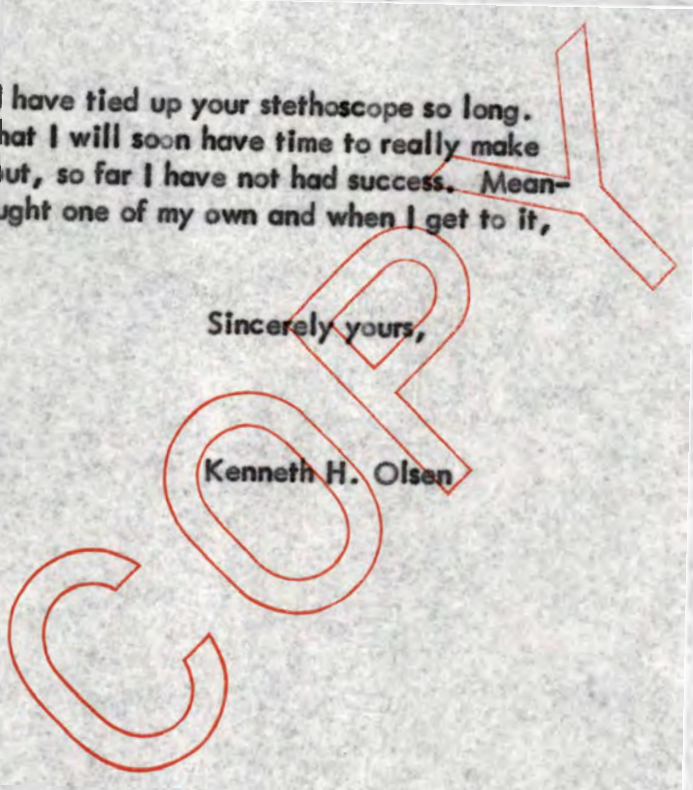 I have tied up your stethoscope so long.
hat I will soon have time to really make
out, so far I have not had success. Mean-
ught one of my own and when I get to it,
Sincerely yours,
Kenneth H. Olsen
COPY